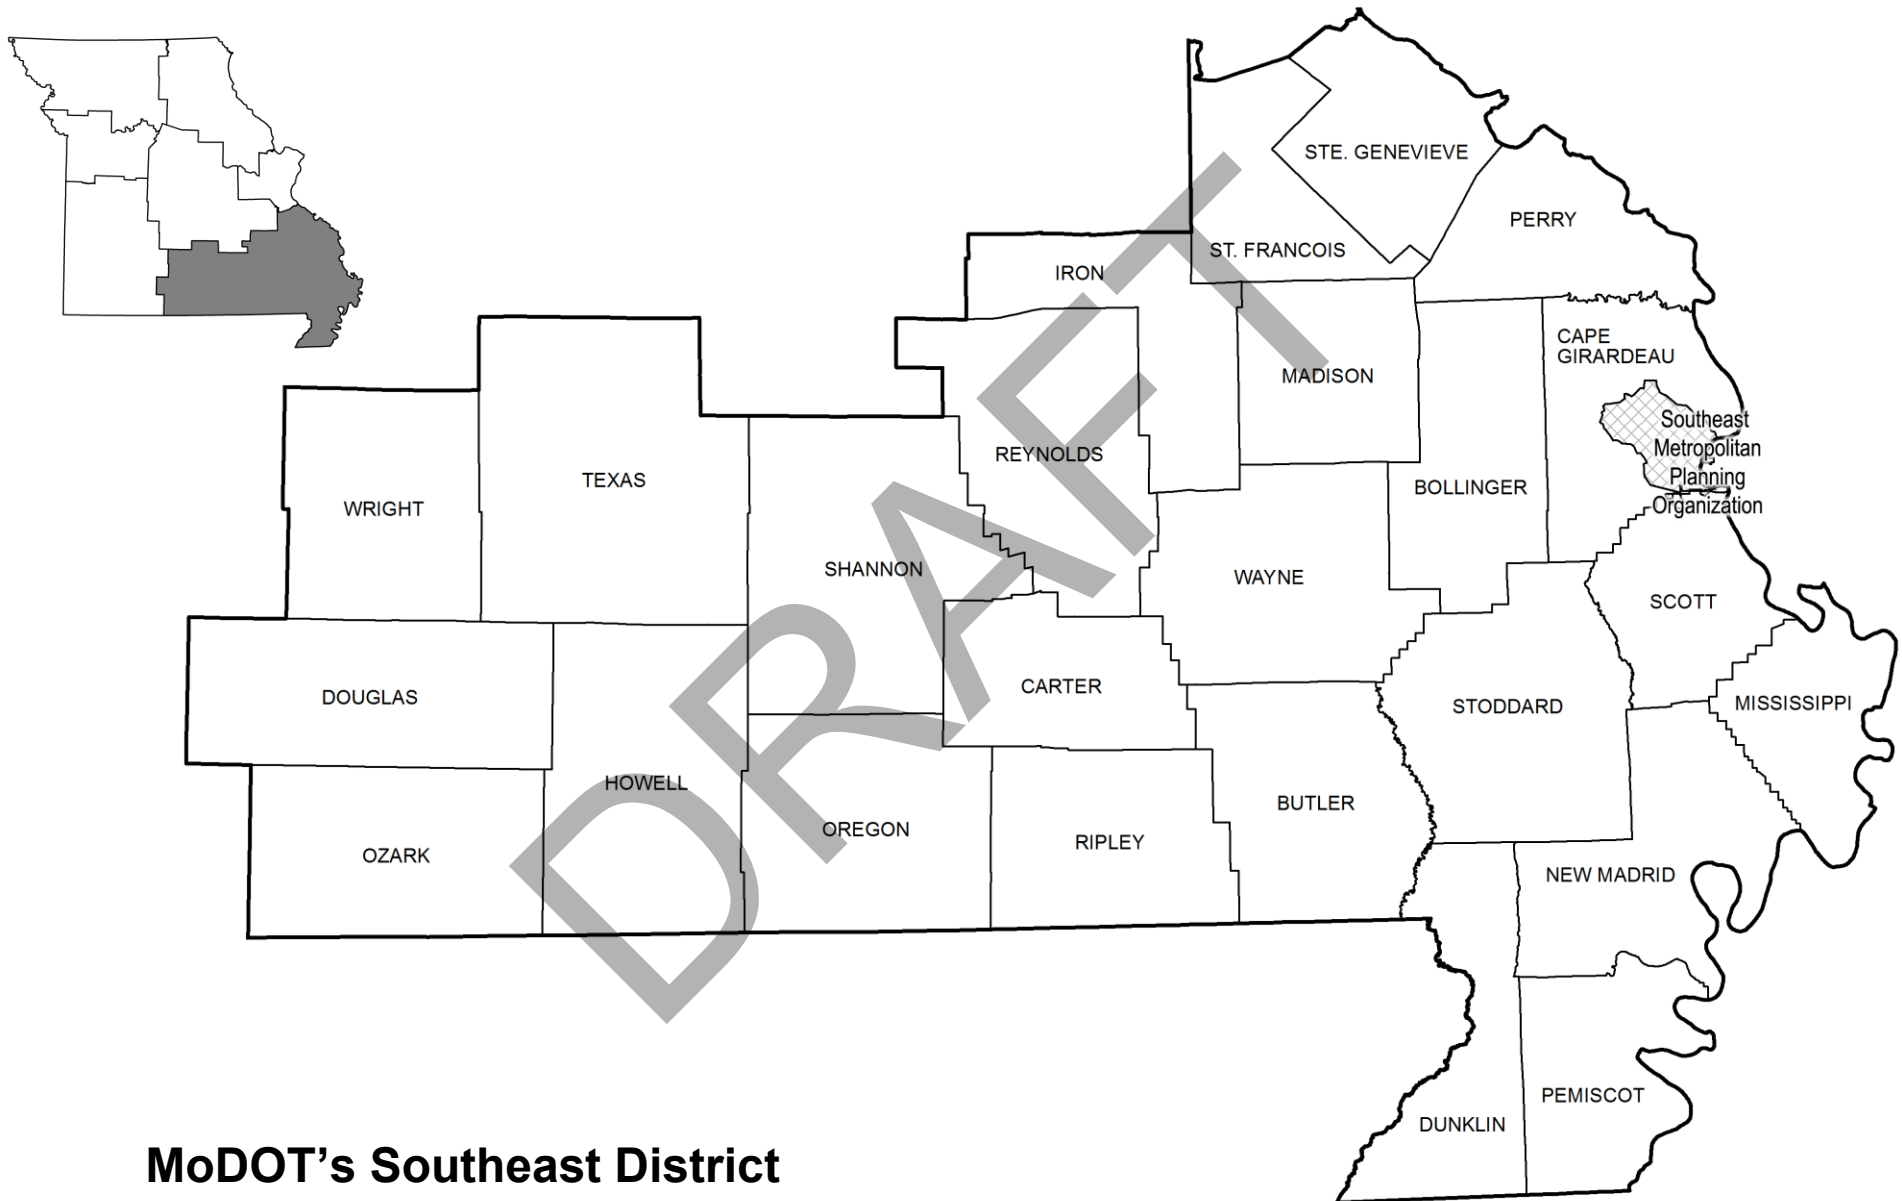 STE. GENEVIEVE
PERRY
ST. FRANCOIS
IRON
CAPE
GIRARDEAU
MADISON
Southeast
Metropolitan
Planning
Organization
REYNOLDS
TEXAS
BOLLINGER
WRIGHT
SHANNON
WAYNE
SCOTT
CARTER
DOUGLAS
MISSISSIPPI
STODDARD
HOWELL
BUTLER
OREGON
RIPLEY
OZARK
NEW MADRID
PEMISCOT
DUNKLIN
DRAFT
MoDOT’s Southeast District